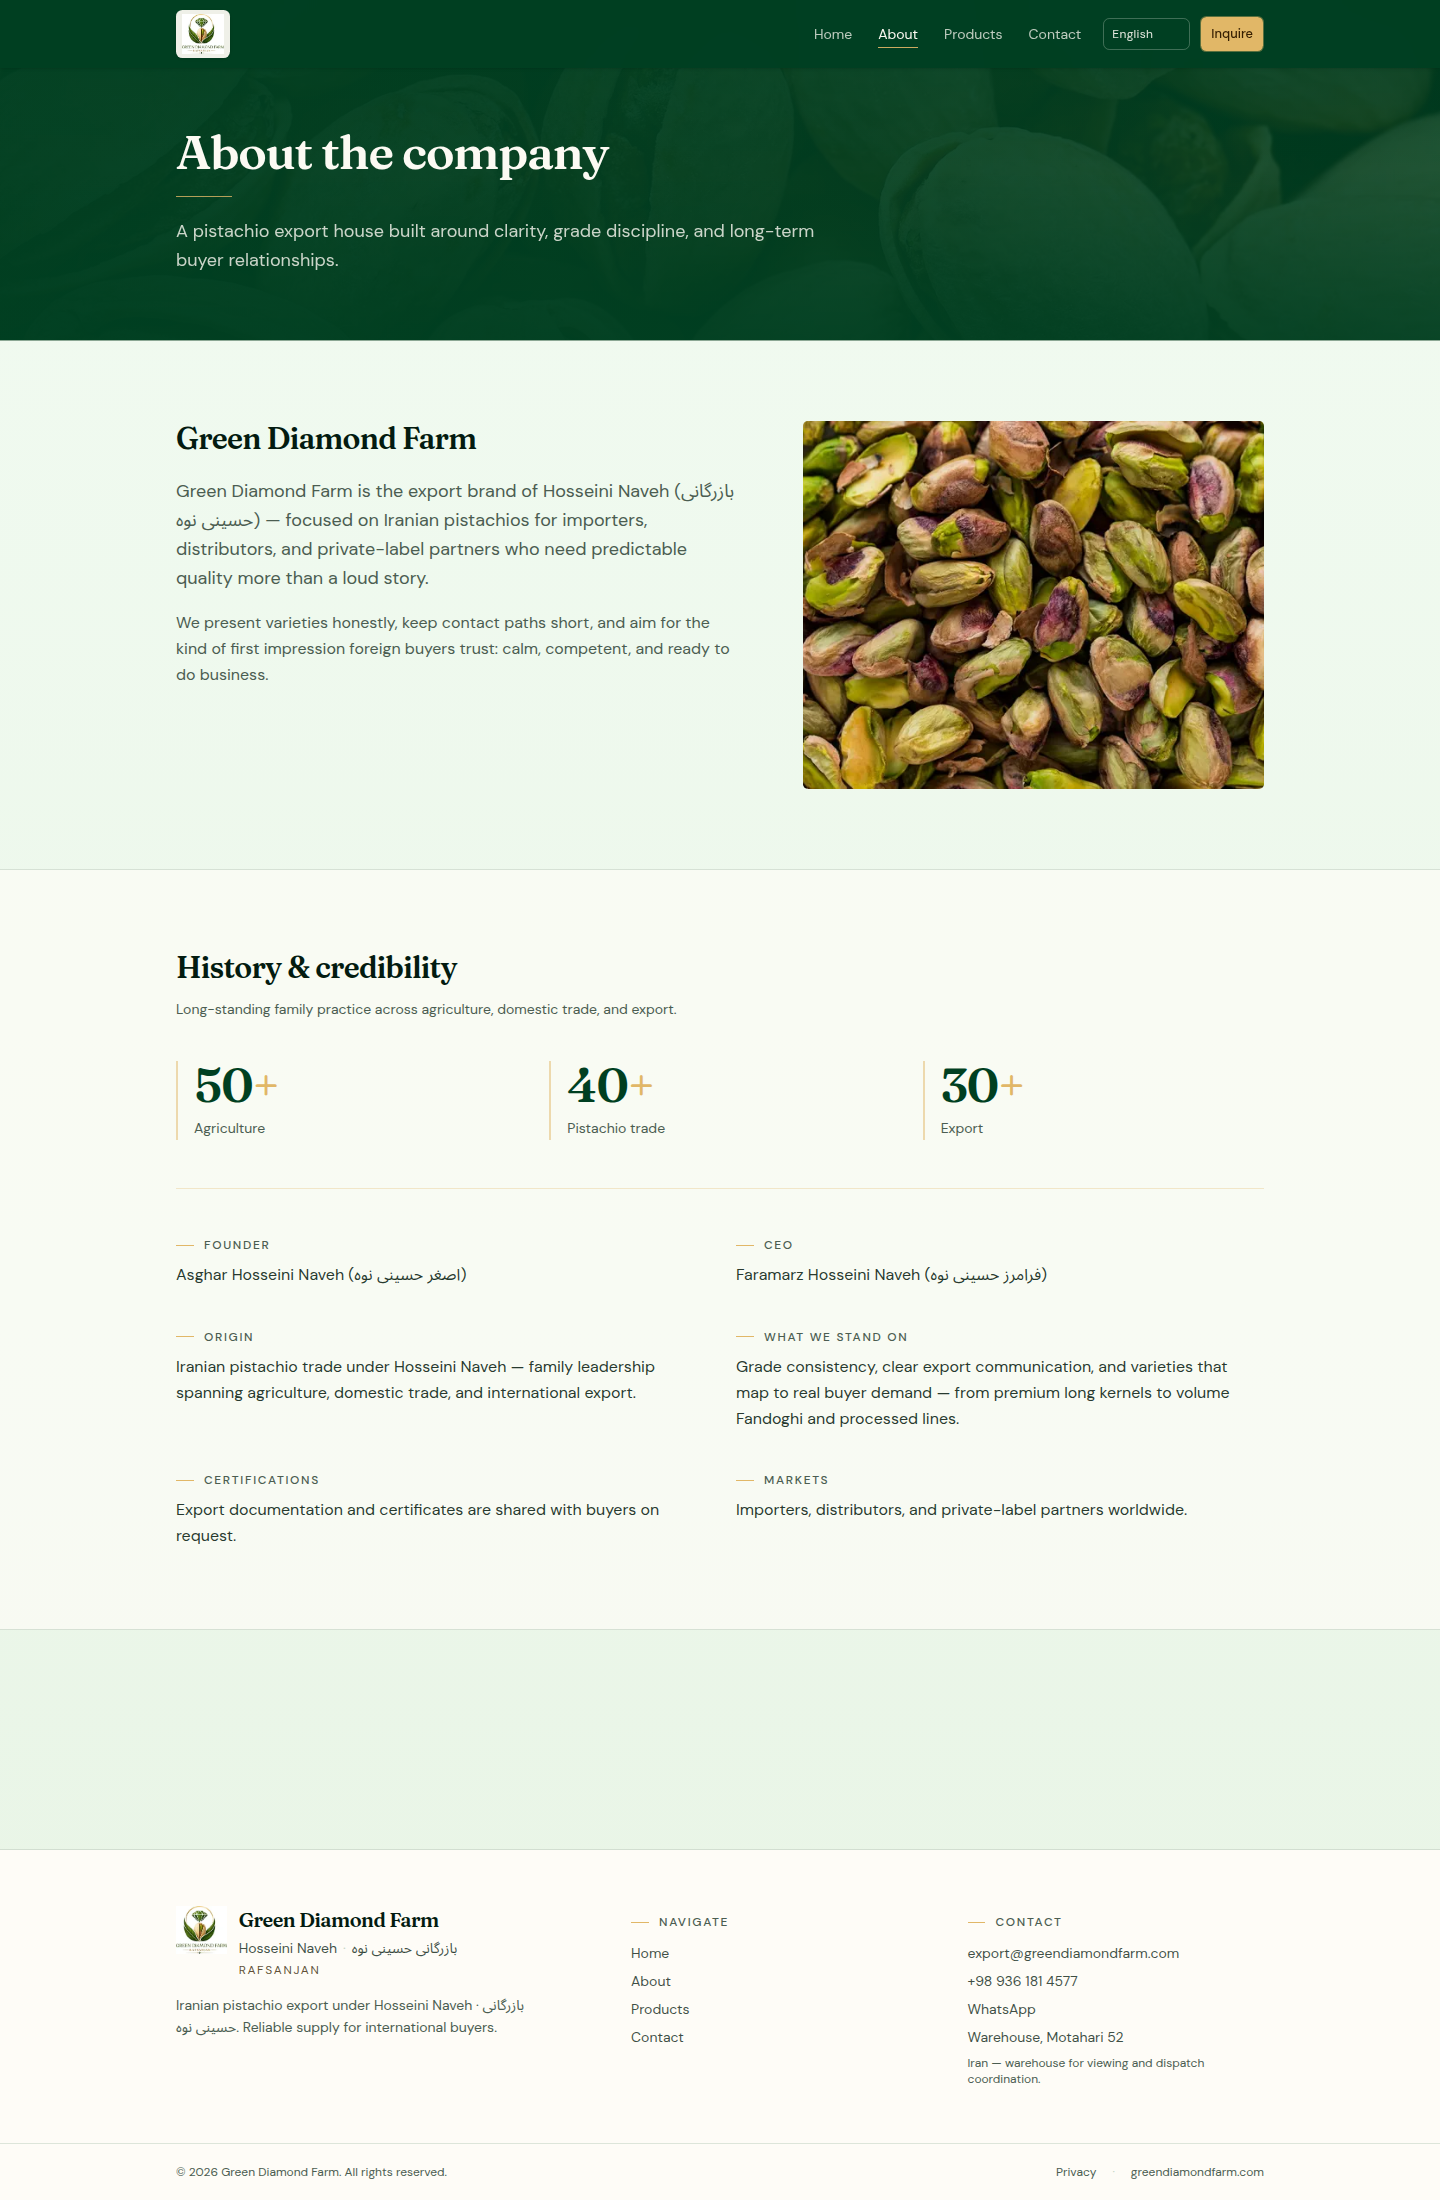 GREEN DIAMOND FARM
Home
About
Products
Contact
English
Inquire
About the company
A pistachio export house built around clarity, grade discipline, and long-term
buyer relationships.
Green Diamond Farm
Green Diamond Farm is the export brand of Hosseini Naveh (بازرگانی
حسینی نوه) — focused on Iranian pistachios for importers,
distributors, and private-label partners who need predictable
quality more than a loud story.
We present varieties honestly, keep contact paths short, and aim for the
kind of first impression foreign buyers trust: calm, competent, and ready to
do business.
History & credibility
Long-standing family practice across agriculture, domestic trade, and export.
50+
Agriculture
40+
Pistachio trade
30+
Export
FOUNDER
Asghar Hosseini Naveh (اصغر حسینی نوه)
CEO
Faramarz Hosseini Naveh (فرامرز حسینی نوه)
ORIGIN
Iranian pistachio trade under Hosseini Naveh — family leadership
spanning agriculture, domestic trade, and international export.
WHAT WE STAND ON
Grade consistency, clear export communication, and varieties that
map to real buyer demand — from premium long kernels to volume
Fandoghi and processed lines.
CERTIFICATIONS
Export documentation and certificates are shared with buyers on
request.
MARKETS
Importers, distributors, and private-label partners worldwide.
GREEN DIAMOND FARM
Green Diamond Farm
Hosseini Naveh · بازرگانی حسینی نوه
RAFSANJAN
Iranian pistachio export under Hosseini Naveh · بازرگانی
حسینی نوه. Reliable supply for international buyers.
NAVIGATE
Home
About
Products
Contact
CONTACT
export@greendiamondfarm.com
+98 936 181 4577
WhatsApp
Warehouse, Motahari 52
Iran — warehouse for viewing and dispatch
coordination.
© 2026 Green Diamond Farm. All rights reserved.
Privacy · greendiamondfarm.com